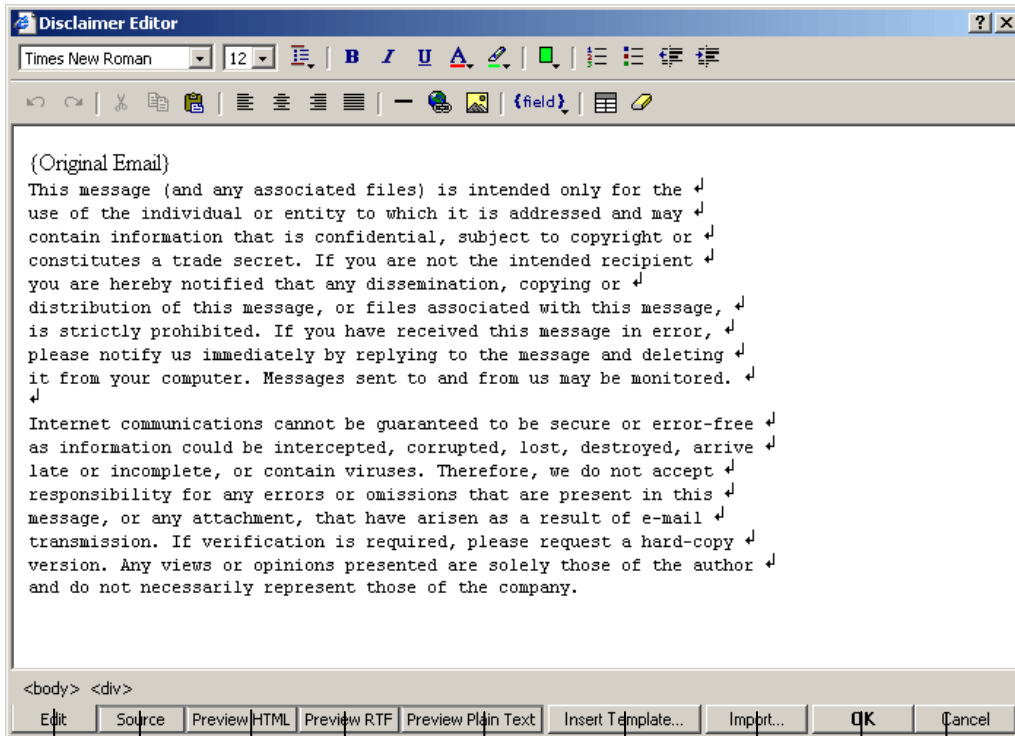 Disclaimer Editor
Times New Roman 12 B I U A
{field}
{Original Email}
This message (and any associated files) is intended only for the
use of the individual or entity to which it is addressed and may
contain information that is confidential, subject to copyright or
constitutes a trade secret. If you are not the intended recipient
you are hereby notified that any dissemination, copying or
distribution of this message, or files associated with this message,
is strictly prohibited. If you have received this message in error,
please notify us immediately by replying to the message and deleting
it from your computer. Messages sent to and from us may be monitored.
Internet communications cannot be guaranteed to be secure or error-free
as information could be intercepted, corrupted, lost, destroyed, arrive
late or incomplete, or contain viruses. Therefore, we do not accept
responsibility for any errors or omissions that are present in this
message, or any attachment, that have arisen as a result of e-mail
transmission. If verification is required, please request a hard-copy
version. Any views or opinions presented are solely those of the author
and do not necessarily represent those of the company.
<body> <div>
Edit Source Preview HTML Preview RTF Preview Plain Text Insert Template... Import... OK Cancel